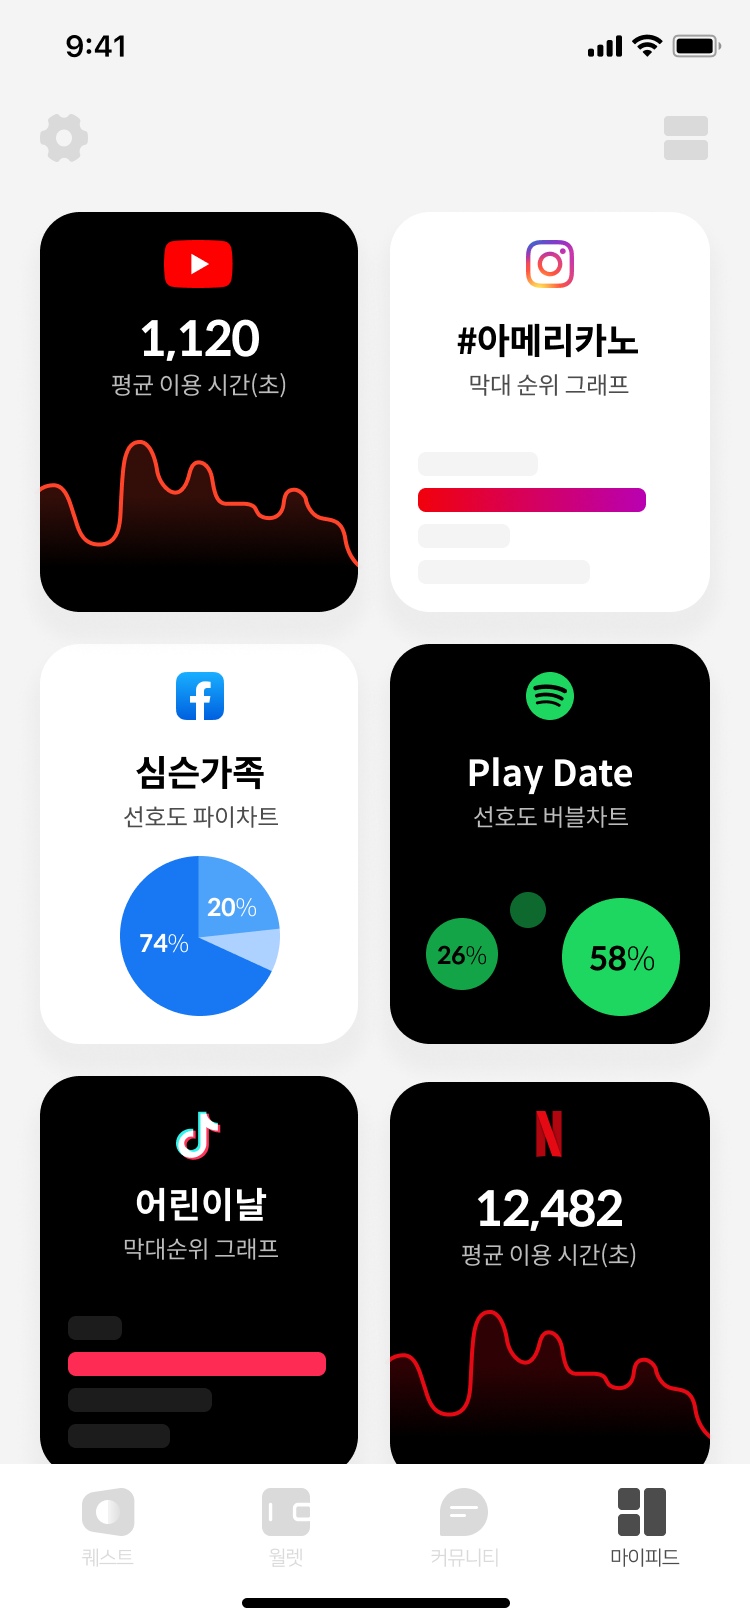 9:41
1,120
평균 이용 시간(초)
#아메리카노
막대 순위 그래프
심슨가족
선호도 파이차트
20%
74%
Play Date
선호도 버블차트
26%
58%
어린이날
막대순위 그래프
12,482
평균 이용 시간(초)
퀘스트
월렛
커뮤니티
마이피드